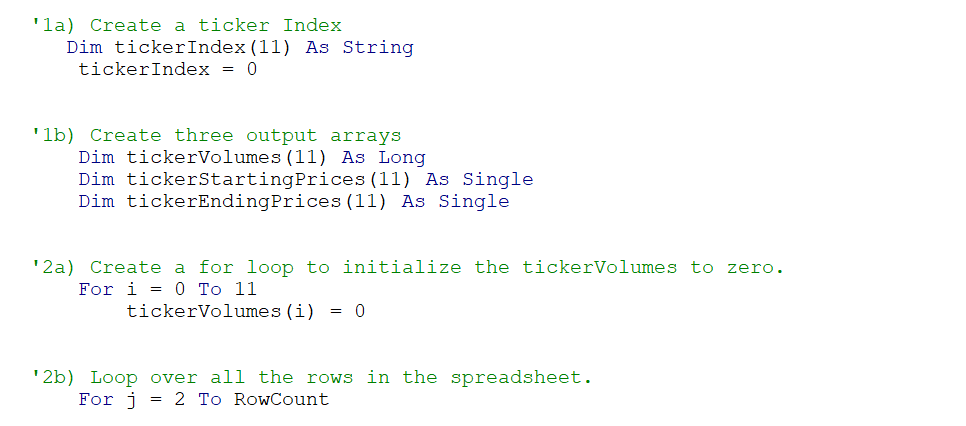 '1a) Create a ticker Index
Dim tickerIndex(11) As String
tickerIndex = 0
'1b) Create three output arrays
Dim tickerVolumes(11) As Long
Dim tickerStartingPrices(11) As Single
Dim tickerEndingPrices(11) As Single
'2a) Create a for loop to initialize the tickerVolumes to zero.
For i = 0 To 11
tickerVolumes(i) = 0
'2b) Loop over all the rows in the spreadsheet.
For j = 2 To RowCount